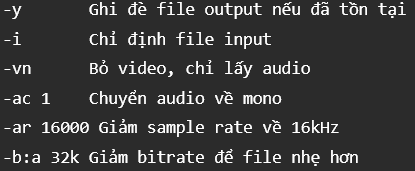 -y Ghi đè file output nếu đã tồn tại
-i Chỉ định file input
-vn Bỏ video, chỉ lấy audio
-ac 1 Chuyển audio về mono
-ar 16000 Giảm sample rate về 16kHz
-b:a 32k Giảm bitrate để file nhẹ hơn